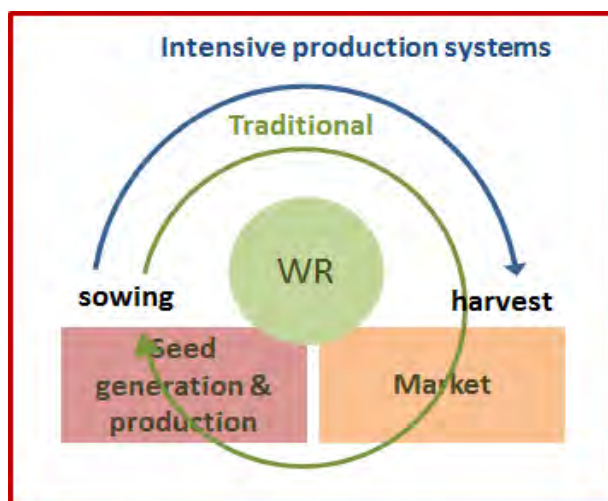 Intensive production systems
Traditional
WR
sowing
harvest
Seed
generation &
production
Market